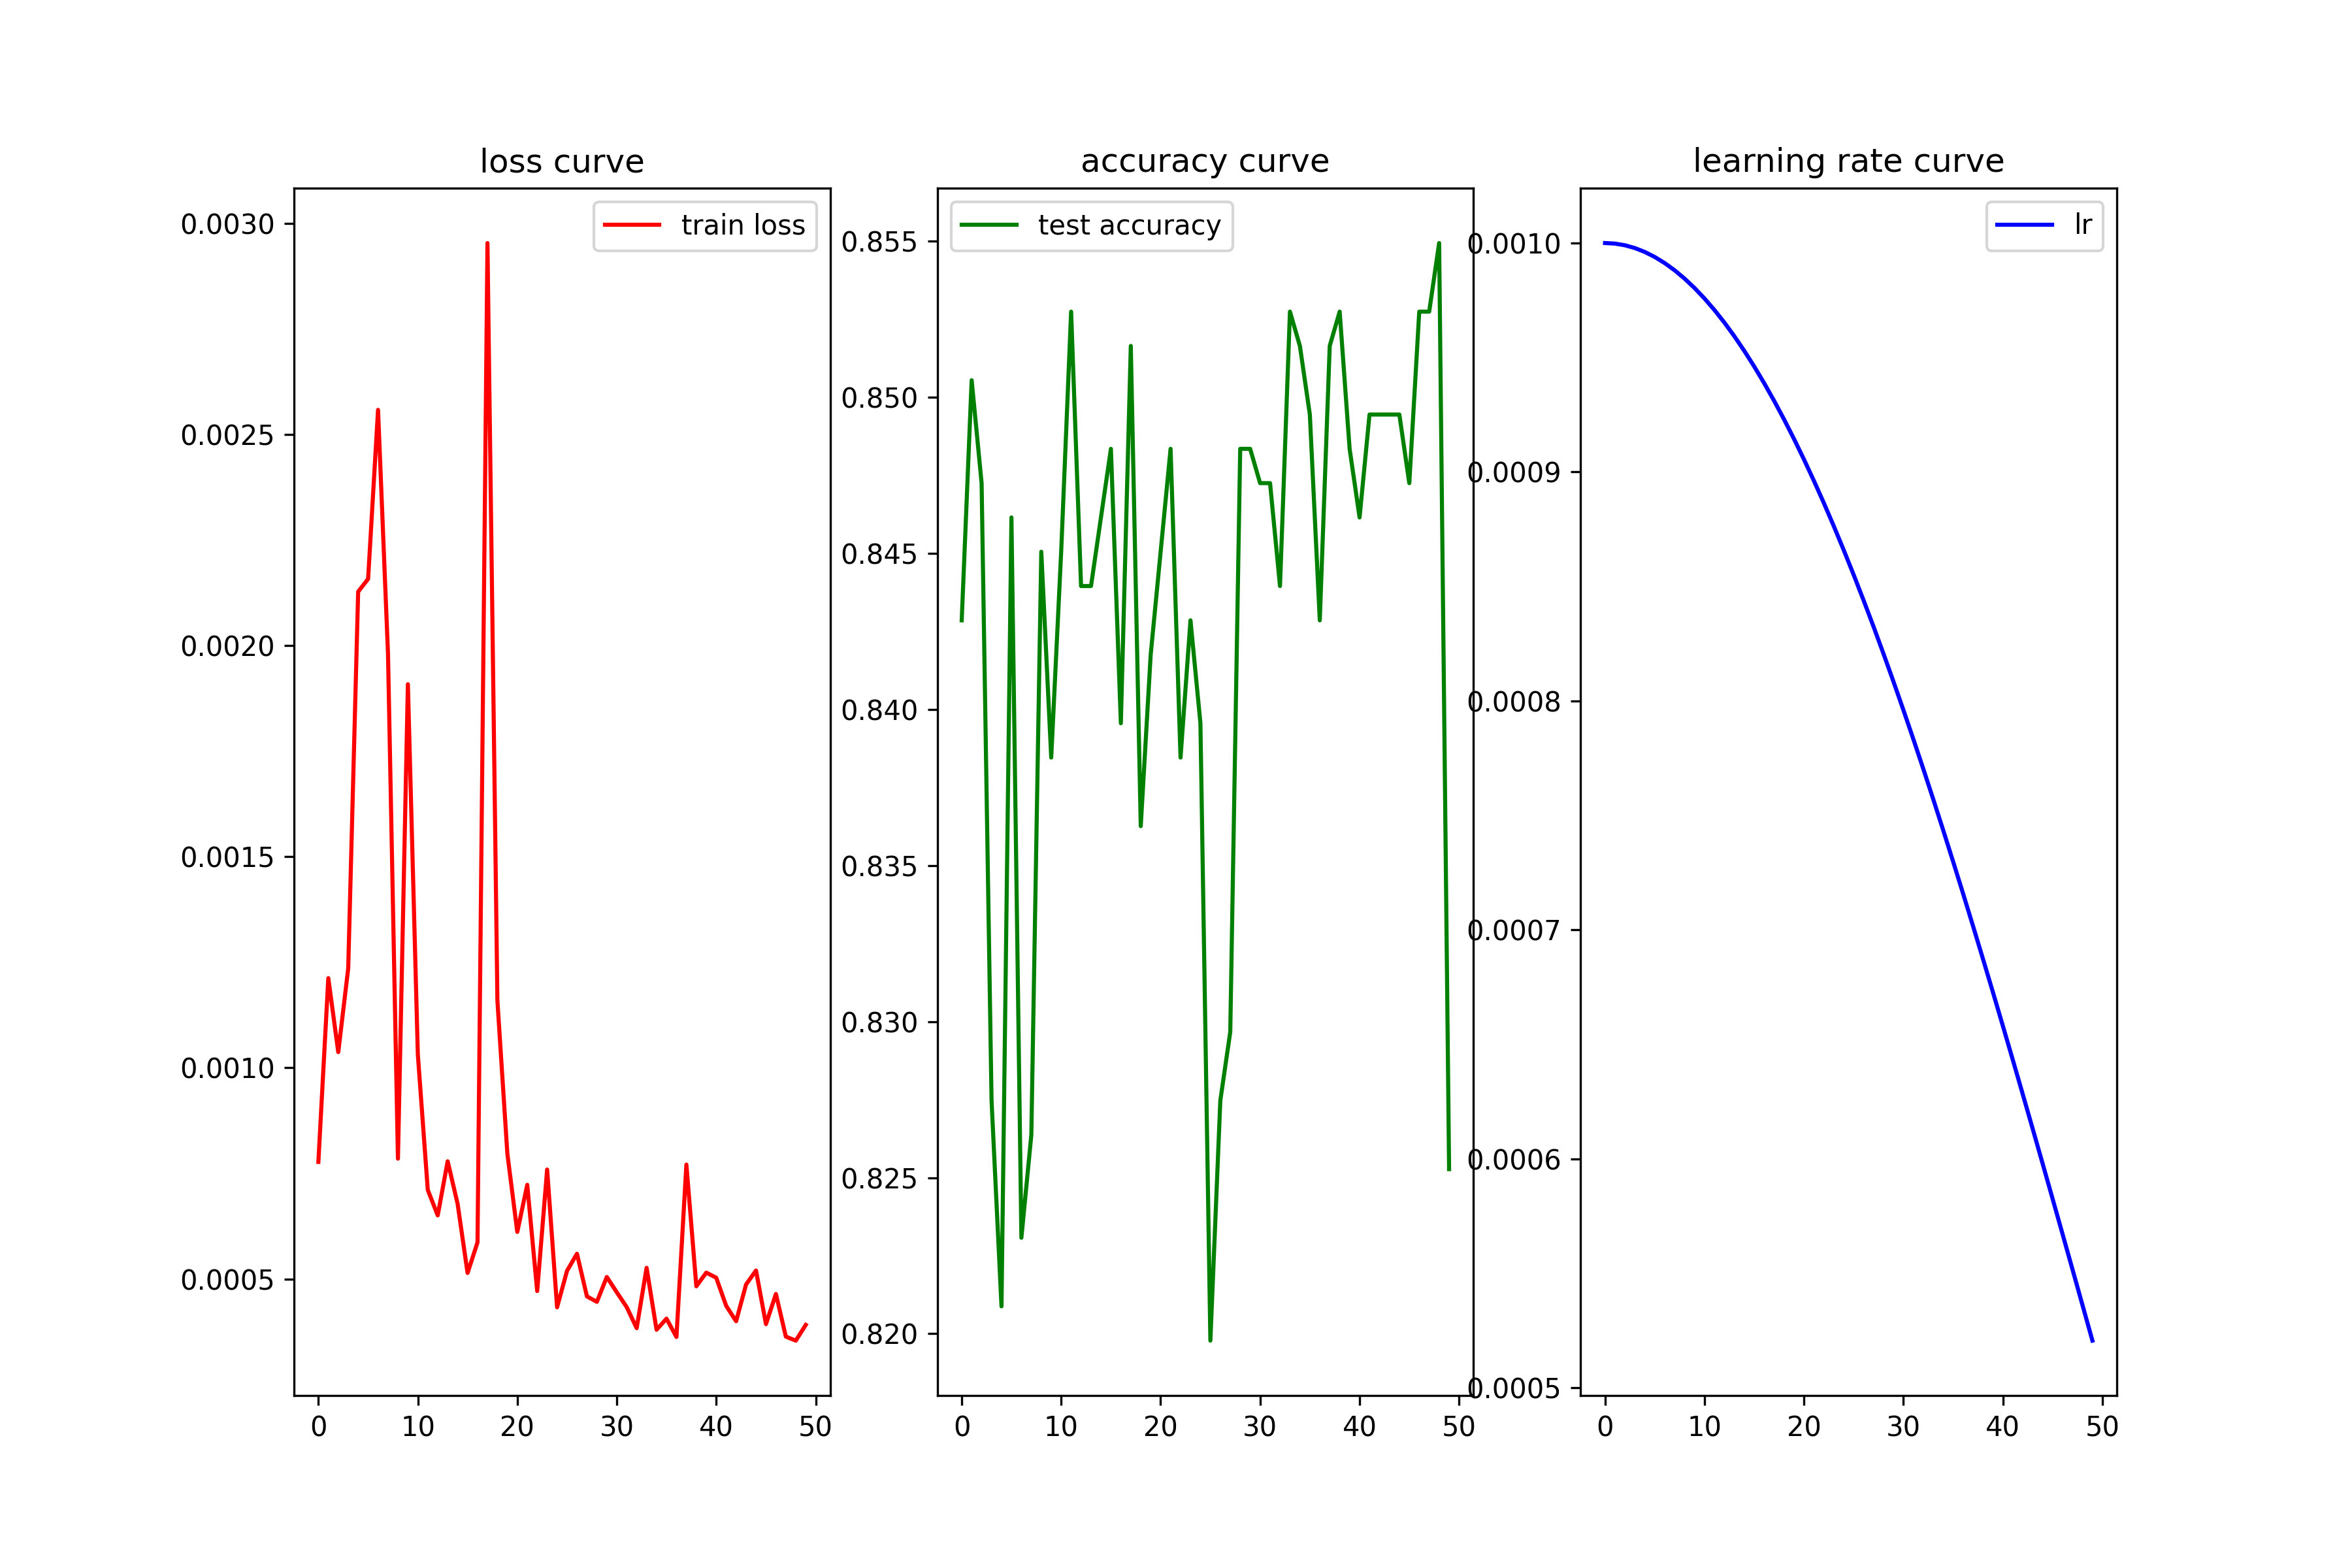 loss curve
train loss
0.0030
0.0025
0.0020
0.0015
0.0010
0.0005
0 10 20 30 40 50
accuracy curve
test accuracy
0.855
0.850
0.845
0.840
0.835
0.830
0.825
0.820
0 10 20 30 40 50
learning rate curve
lr
0.0010
0.0009
0.0008
0.0007
0.0006
0.0005
0 10 20 30 40 50